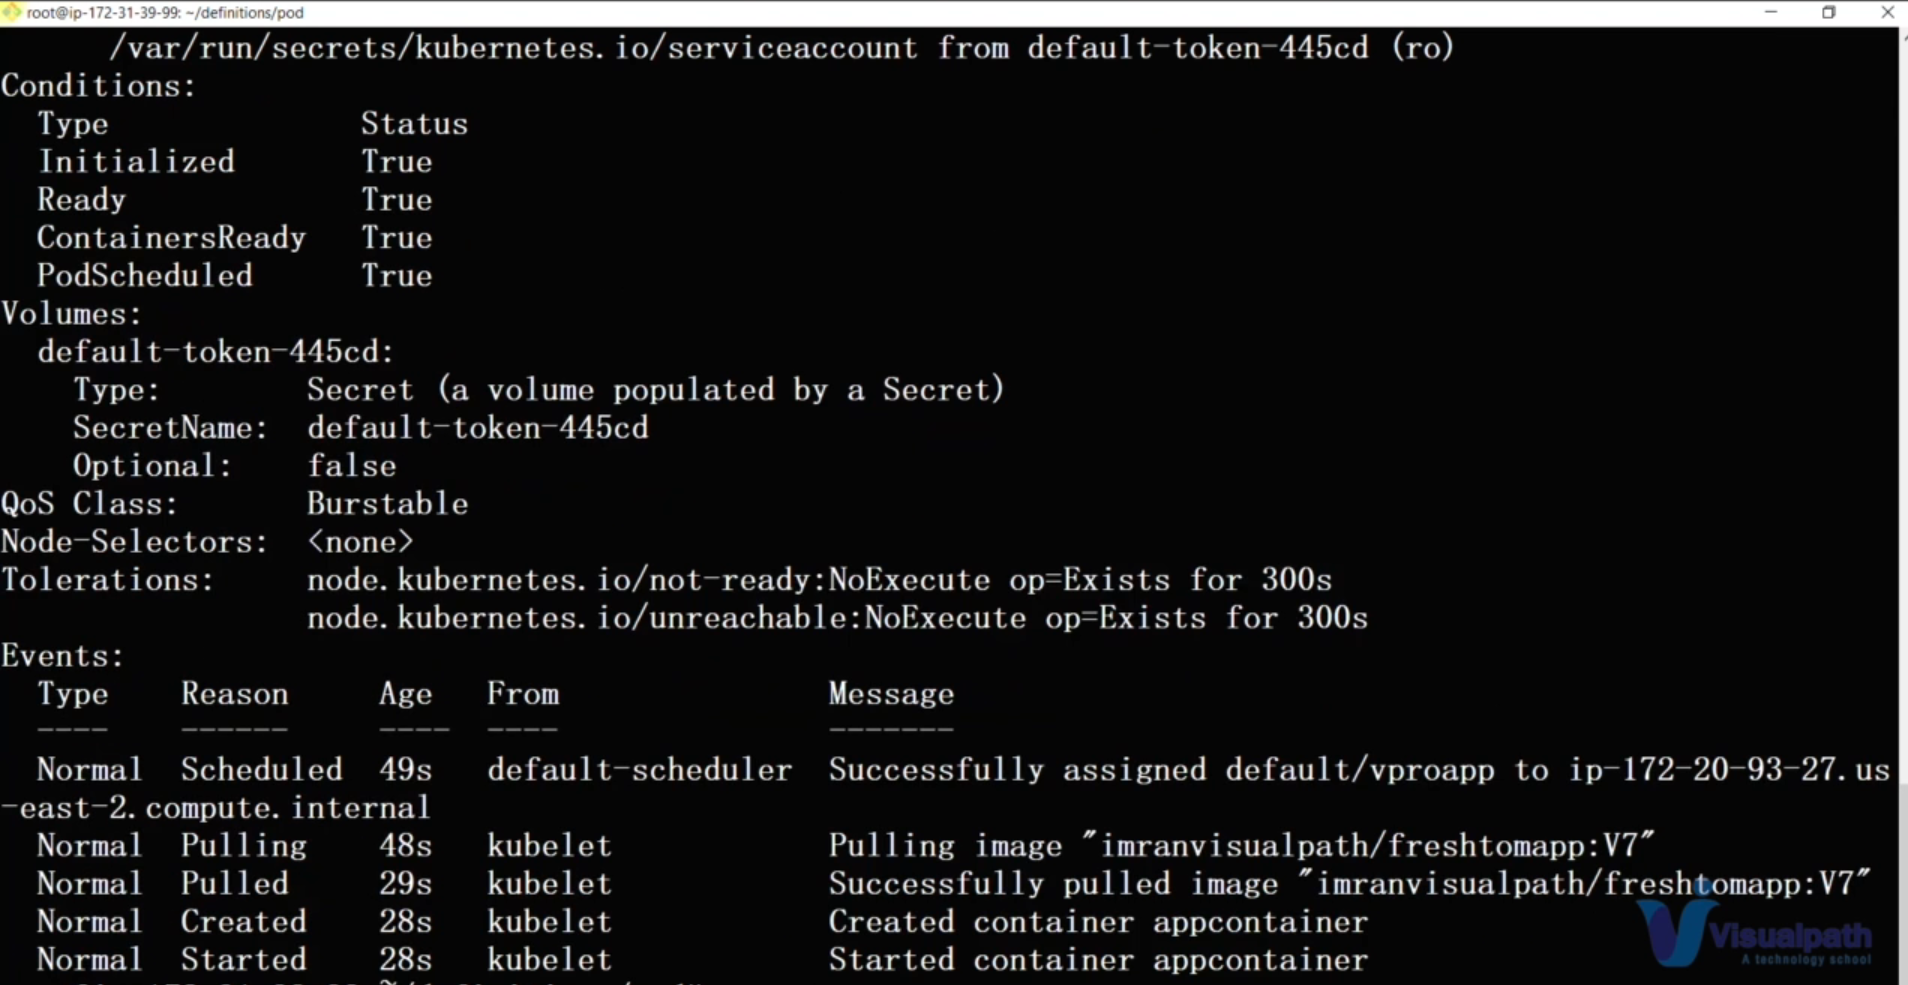 root@ip-172-31-39-99: ~/definitions/pod
/var/run/secrets/kubernetes.io/serviceaccount from default-token-445cd (ro)
Conditions:
Type Status
Initialized True
Ready True
ContainersReady True
PodScheduled True
Volumes:
default-token-445cd:
Type: Secret (a volume populated by a Secret)
SecretName: default-token-445cd
Optional: false
QoS Class: Burstable
Node-Selectors: <none>
Tolerations: node.kubernetes.io/not-ready:NoExecute op=Exists for 300s
node.kubernetes.io/unreachable:NoExecute op=Exists for 300s
Events:
Type Reason Age From Message
---- ------ ---- ---- -------
Normal Scheduled 49s default-scheduler Successfully assigned default/vproapp to ip-172-20-93-27.us
-east-2.compute.internal
Normal Pulling 48s kubelet Pulling image "imranvisualpath/freshtomapp:V7"
Normal Pulled 29s kubelet Successfully pulled image "imranvisualpath/freshtomapp:V7"
Normal Created 28s kubelet Created container appcontainer
Normal Started 28s kubelet Started container appcontainer
Visualpath
A technology school